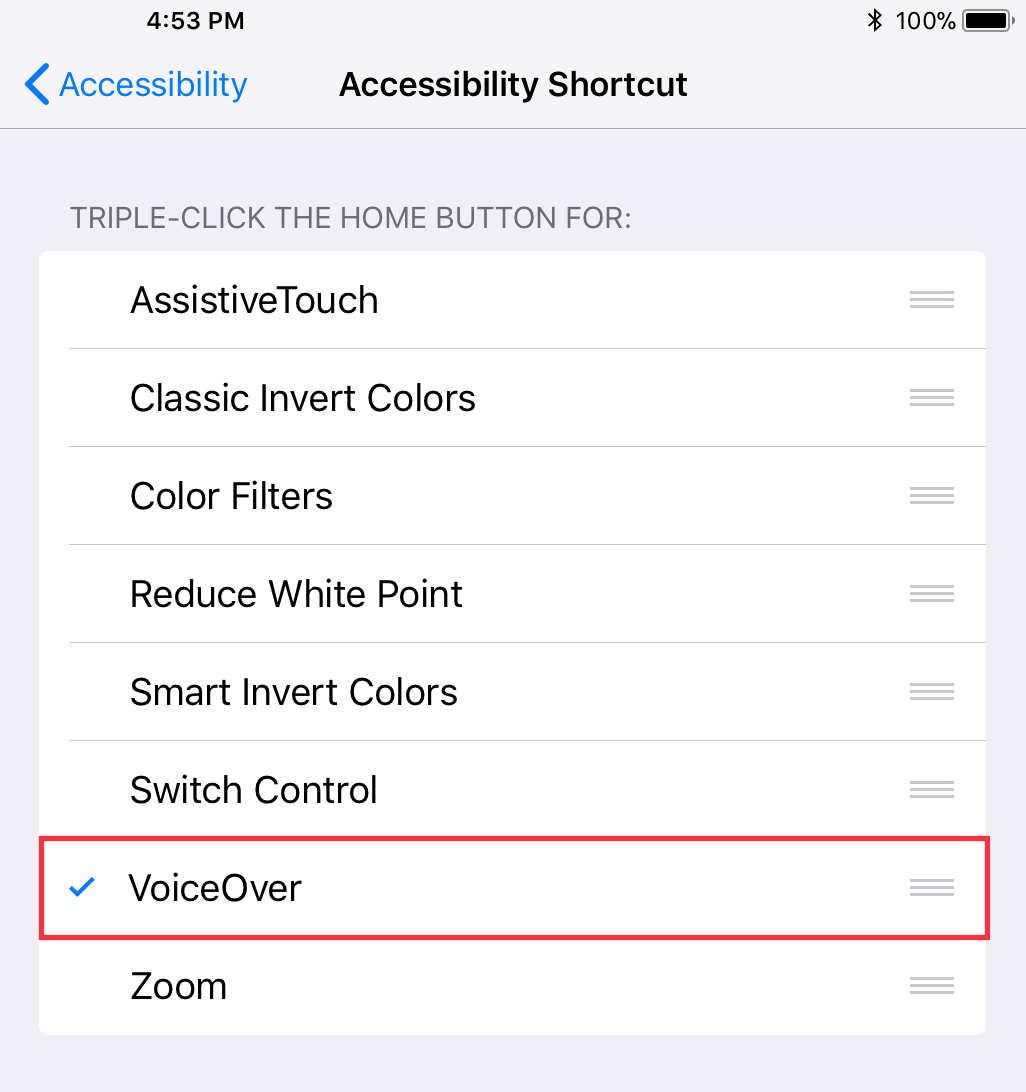 4:53 PM 100%
Accessibility Accessibility Shortcut
TRIPLE-CLICK THE HOME BUTTON FOR:
AssistiveTouch
Classic Invert Colors
Color Filters
Reduce White Point
Smart Invert Colors
Switch Control
VoiceOver
Zoom